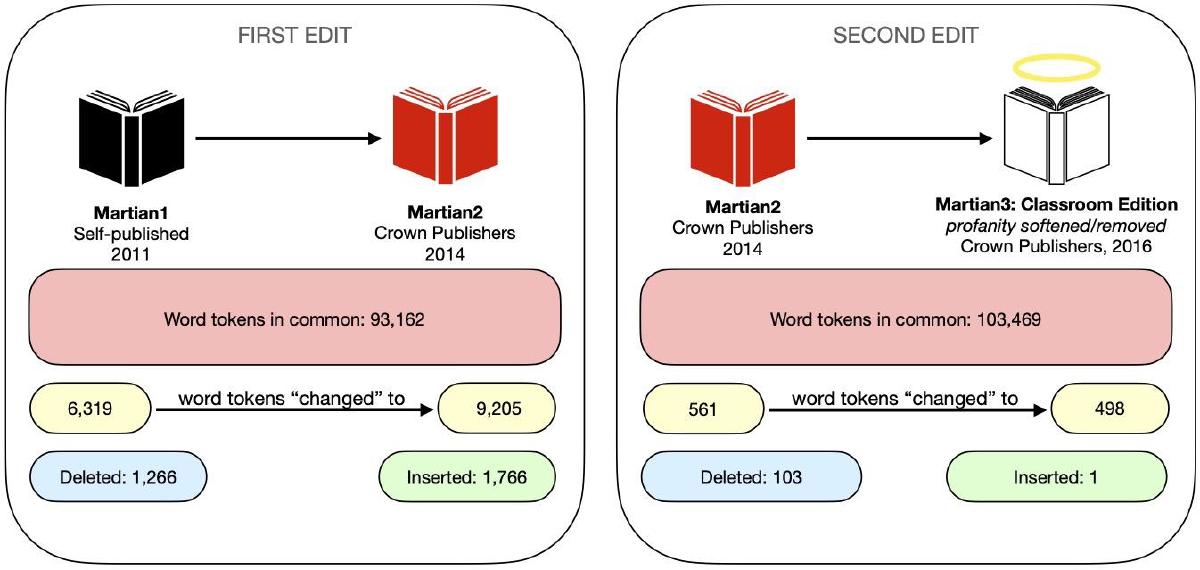 FIRST EDIT
Martian1
Self-published
2011
Martian2
Crown Publishers
2014
Word tokens in common: 93,162
6,319
word tokens “changed” to
9,205
Deleted: 1,266
Inserted: 1,766
SECOND EDIT
Martian2
Crown Publishers
2014
Martian3: Classroom Edition
profanity softened/removed
Crown Publishers, 2016
Word tokens in common: 103,469
561
word tokens “changed” to
498
Deleted: 103
Inserted: 1